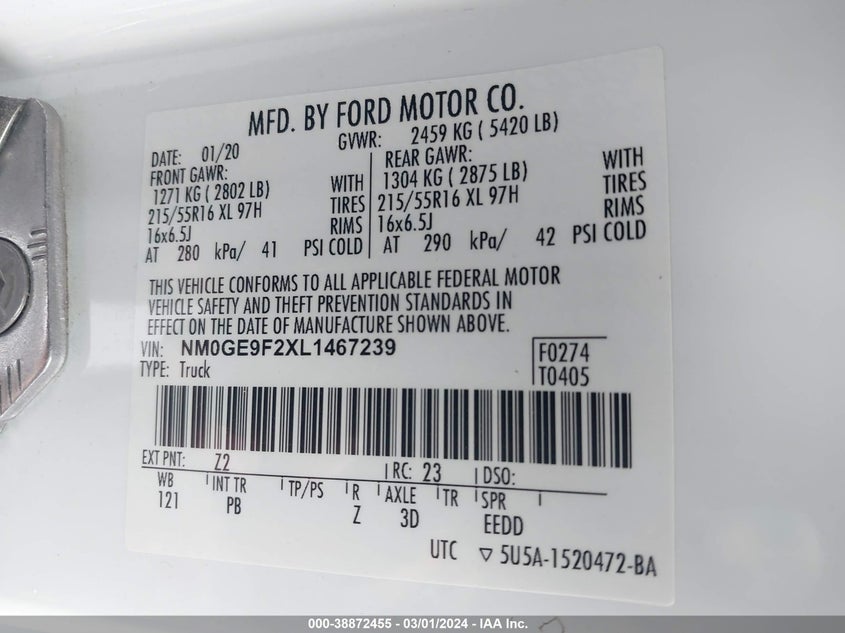 MFD. BY FORD MOTOR CO.
DATE: 01/20 GVWR: 2459 KG ( 5420 LB)
FRONT GAWR: REAR GAWR:
1271 KG ( 2802 LB) WITH 1304 KG ( 2875 LB) WITH
215/55R16 XL 97H TIRES 215/55R16 XL 97H TIRES
16x6.5J RIMS 16x6.5J RIMS
AT 280 kPa/ 41 PSI COLD AT 290 kPa/ 42 PSI COLD
THIS VEHICLE CONFORMS TO ALL APPLICABLE FEDERAL MOTOR
VEHICLE SAFETY AND THEFT PREVENTION STANDARDS IN
EFFECT ON THE DATE OF MANUFACTURE SHOWN ABOVE.
VIN: NM0GE9F2XL1467239 F0274
TYPE: Truck T0405
EXT PNT: Z2 RC: 23 DSO:
WB INT TR TP/PS R AXLE TR SPR
121 PB Z 3D EEDD
UTC ▽ 5U5A-1520472-BA
000-38872455 - 03/01/2024 - IAA Inc.